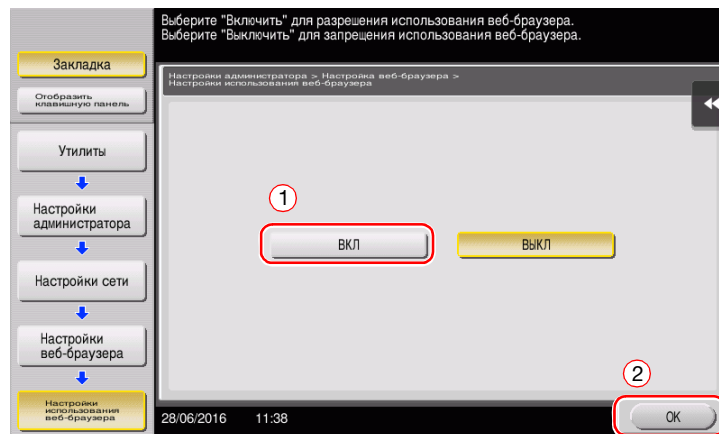 Выберите "Включить" для разрешения использования веб-браузера.
Выберите "Выключить" для запрещения использования веб-браузера.
Закладка
Отобразить
клавишную панель
Настройки администратора > Настройка веб-браузера >
Настройки использования веб-браузера
Утилиты
Настройки
администратора
Настройки сети
Настройки
веб-браузера
Настройки
использования
веб-браузера
1
ВКЛ
ВЫКЛ
2
28/06/2016 11:38
OK